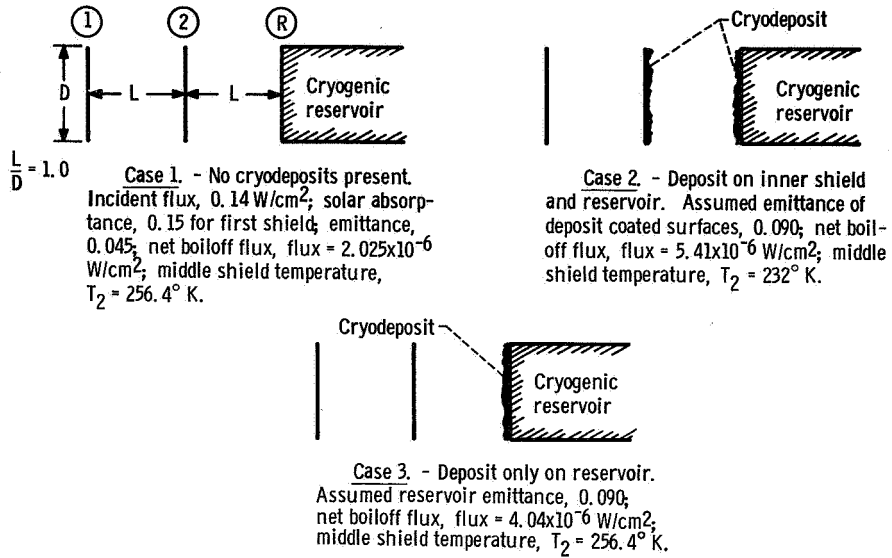 1 2 R
D L L
Cryogenic
reservoir
L/D = 1.0
Case 1. - No cryodeposits present.
Incident flux, 0.14 W/cm²; solar absorp-
tance, 0.15 for first shield; emittance,
0.045; net boiloff flux, flux = 2.025x10⁻⁶
W/cm²; middle shield temperature,
T₂ = 256.4° K.
Cryodeposit
Cryogenic
reservoir
Case 2. - Deposit on inner shield
and reservoir. Assumed emittance of
deposit coated surfaces, 0.090; net boil-
off flux, flux = 5.41x10⁻⁶ W/cm²; middle
shield temperature, T₂ = 232° K.
Cryodeposit
Cryogenic
reservoir
Case 3. - Deposit only on reservoir.
Assumed reservoir emittance, 0.090;
net boiloff flux, flux = 4.04x10⁻⁶ W/cm²;
middle shield temperature, T₂ = 256.4° K.